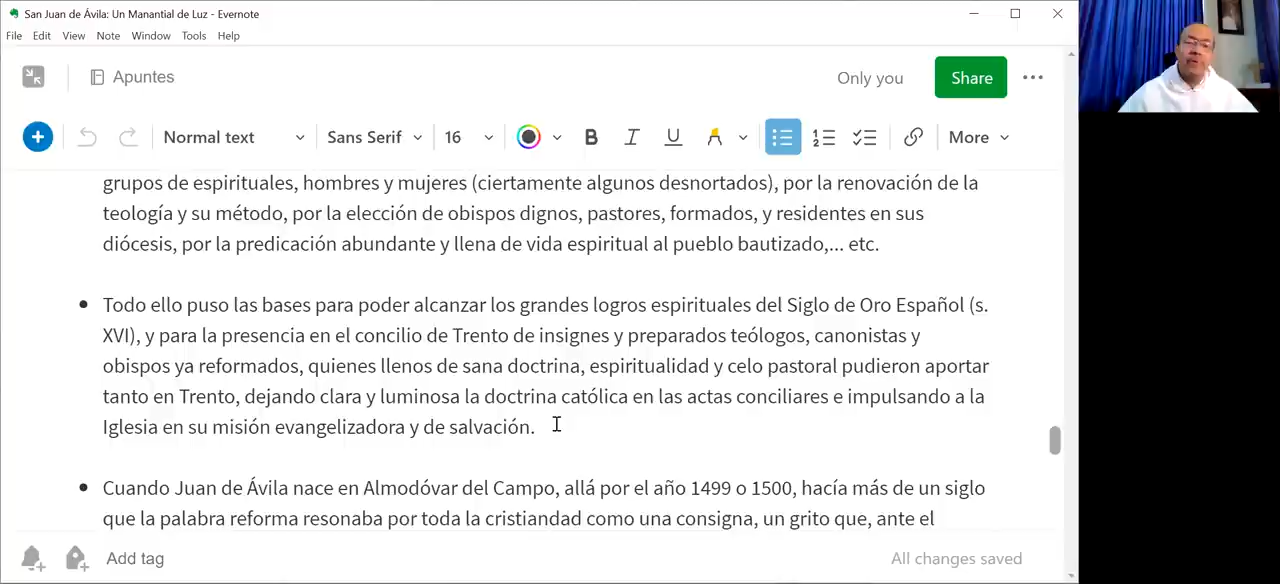 San Juan de Ávila: Un Manantial de Luz - Evernote
File Edit View Note Window Tools Help
Apuntes Only you Share
Normal text Sans Serif 16 B I U A More
grupos de espirituales, hombres y mujeres (ciertamente algunos desnortados), por la renovación de la
teología y su método, por la elección de obispos dignos, pastores, formados, y residentes en sus
diócesis, por la predicación abundante y llena de vida espiritual al pueblo bautizado,... etc.
Todo ello puso las bases para poder alcanzar los grandes logros espirituales del Siglo de Oro Español (s.
XVI), y para la presencia en el concilio de Trento de insignes y preparados teólogos, canonistas y
obispos ya reformados, quienes llenos de sana doctrina, espiritualidad y celo pastoral pudieron aportar
tanto en Trento, dejando clara y luminosa la doctrina católica en las actas conciliares e impulsando a la
Iglesia en su misión evangelizadora y de salvación.
Cuando Juan de Ávila nace en Almodóvar del Campo, allá por el año 1499 o 1500, hacía más de un siglo
que la palabra reforma resonaba por toda la cristiandad como una consigna, un grito que, ante el
Add tag All changes saved